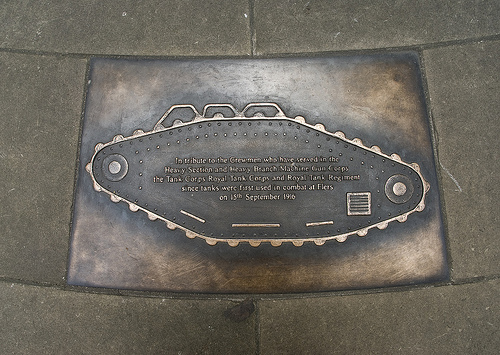 In tribute to the Crewmen who have served in the
Heavy Section and Heavy Branch Machine Gun Corps
the Tank Corps Royal Tank Corps and Royal Tank Regiment
since tanks were first used in combat at Flers
on 15th September 1916